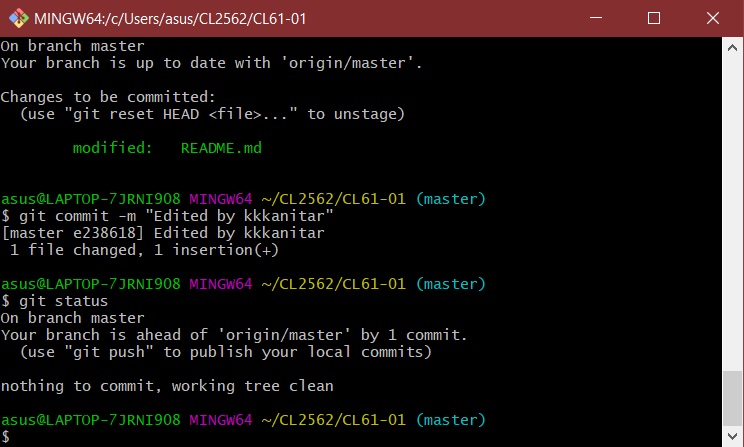 MINGW64:/c/Users/asus/CL2562/CL61-01
On branch master
Your branch is up to date with 'origin/master'.
Changes to be committed:
  (use "git reset HEAD <file>..." to unstage)
        modified:   README.md
asus@LAPTOP-7JRNI9O8 MINGW64 ~/CL2562/CL61-01 (master)
$ git commit -m "Edited by kkkanitar"
[master e238618] Edited by kkkanitar
 1 file changed, 1 insertion(+)
asus@LAPTOP-7JRNI9O8 MINGW64 ~/CL2562/CL61-01 (master)
$ git status
On branch master
Your branch is ahead of 'origin/master' by 1 commit.
  (use "git push" to publish your local commits)
nothing to commit, working tree clean
asus@LAPTOP-7JRNI9O8 MINGW64 ~/CL2562/CL61-01 (master)
$